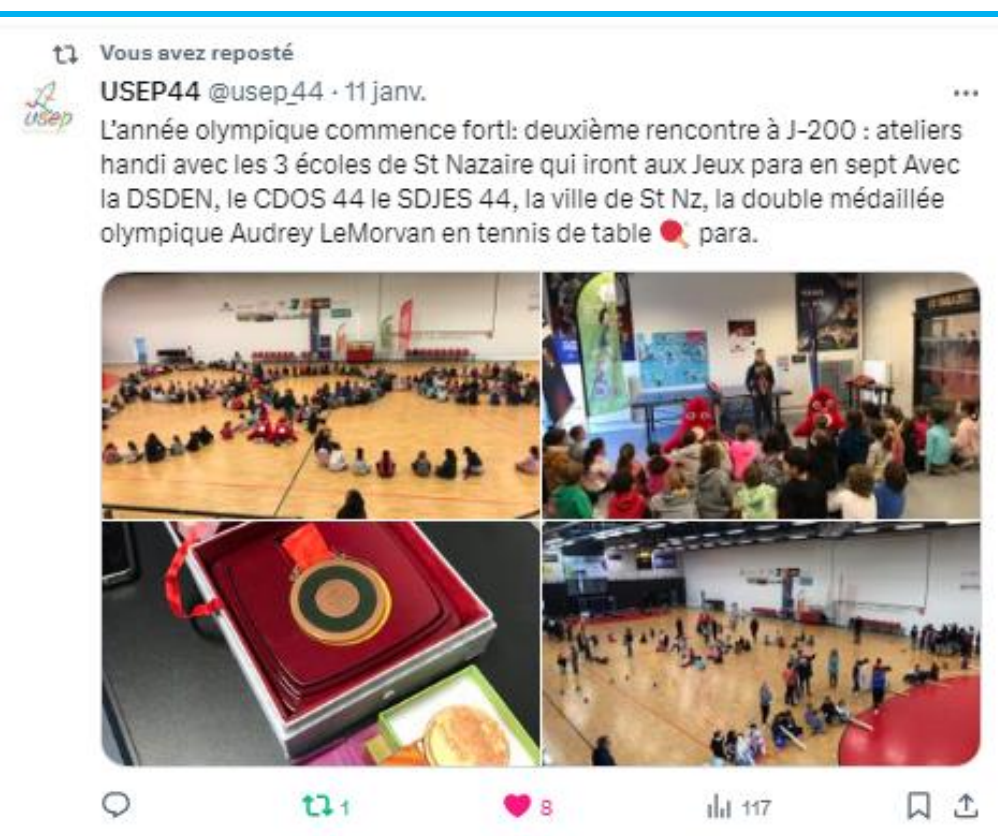 Vous avez reposté
USEP44 @usep_44 · 11 janv.
usep
L'année olympique commence fortl: deuxième rencontre à J-200 : ateliers
handi avec les 3 écoles de St Nazaire qui iront aux Jeux para en sept Avec
la DSDEN, le CDOS 44 le SDJES 44, la ville de St Nz, la double médaillée
olympique Audrey LeMorvan en tennis de table 🏓 para.
1
8
117